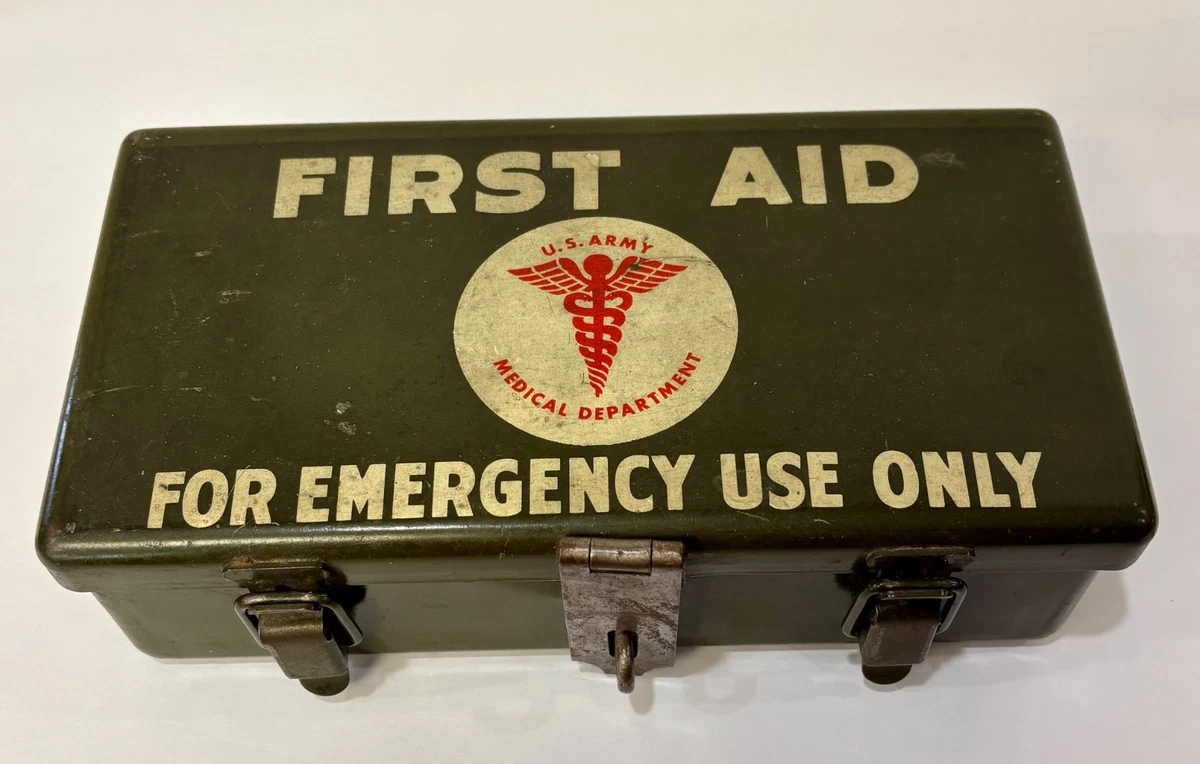 FIRST AID
U.S. ARMY
MEDICAL DEPARTMENT
FOR EMERGENCY USE ONLY